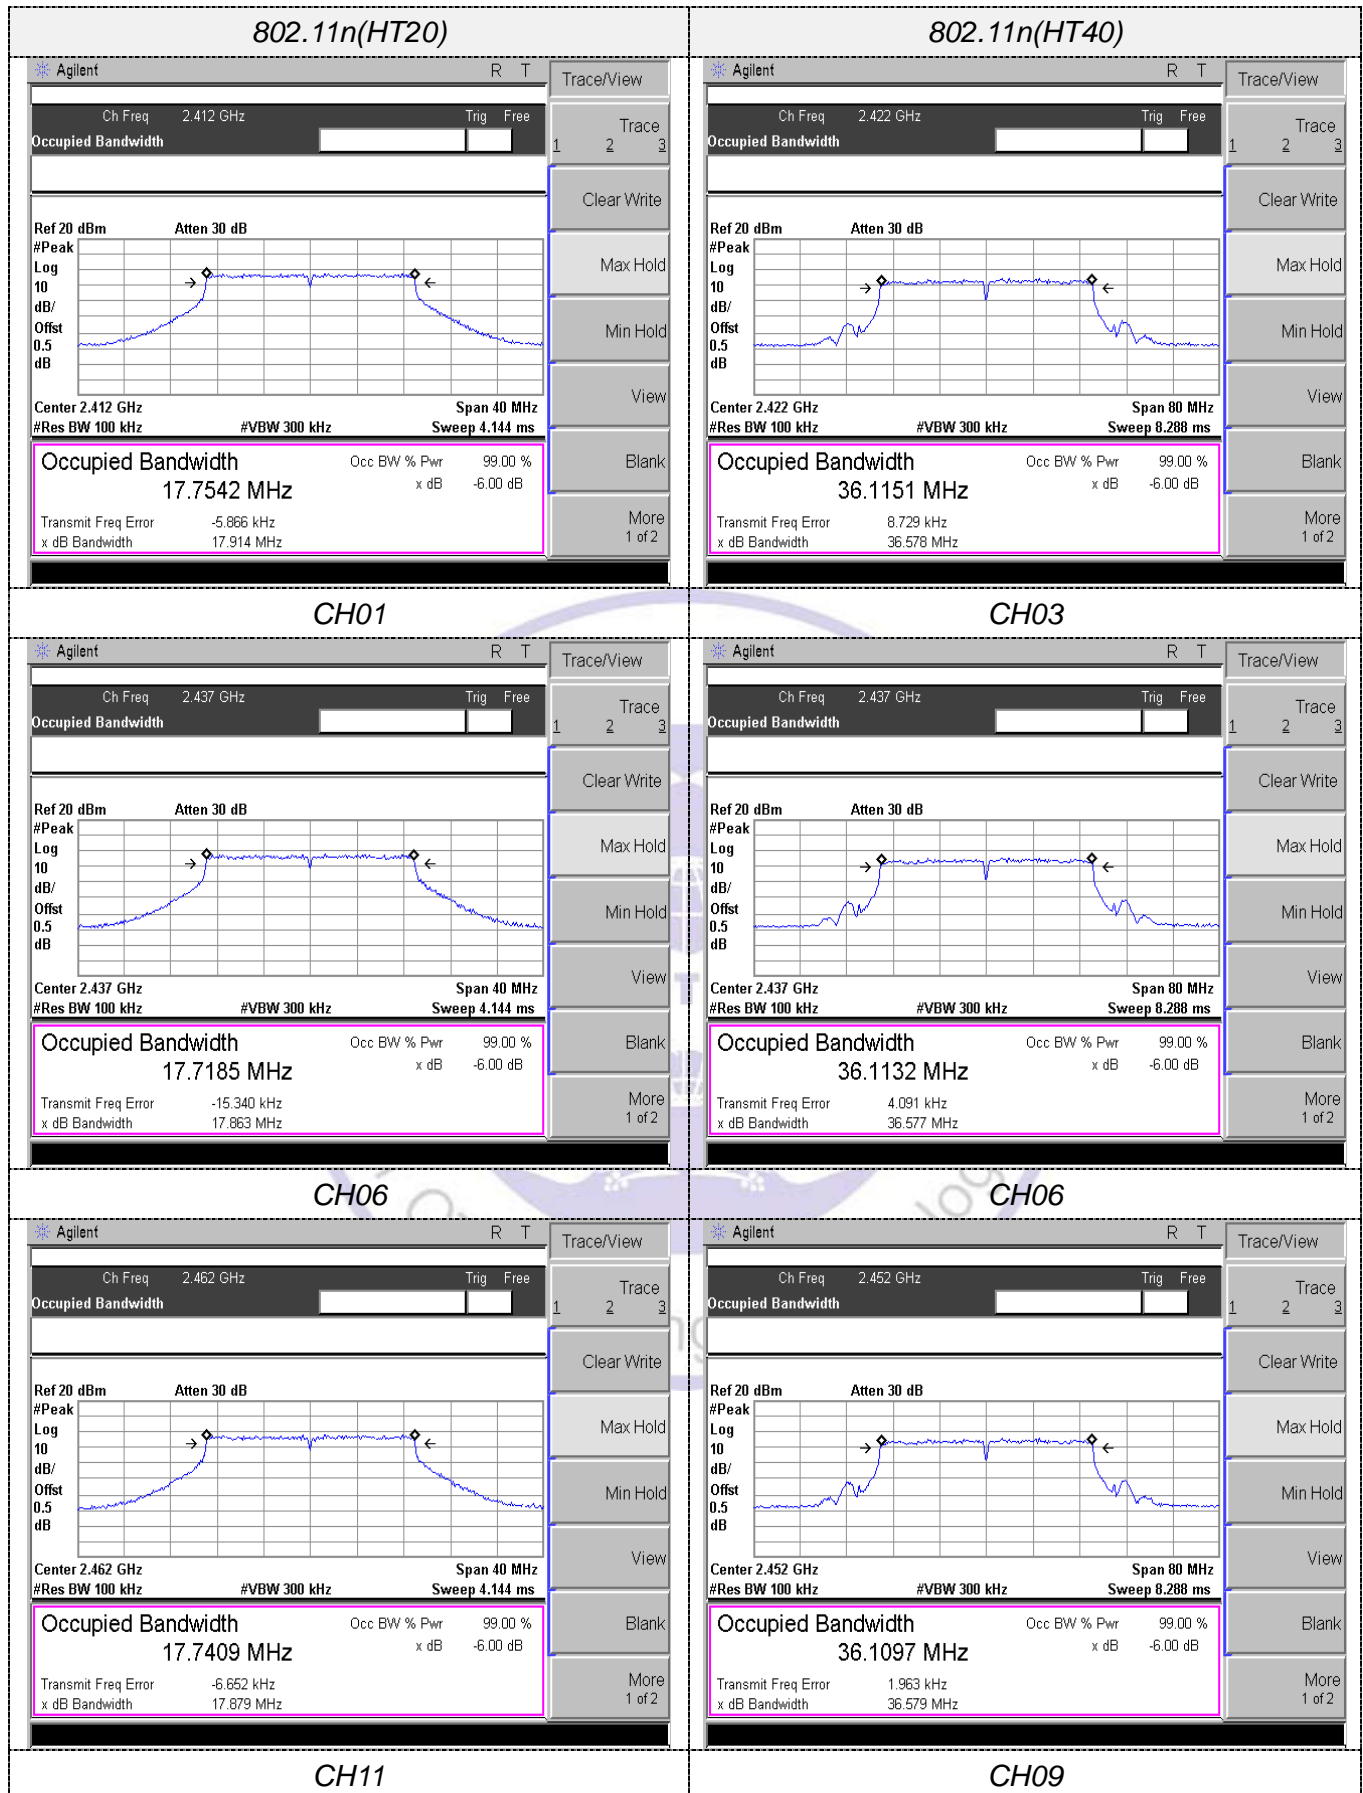 802.11n(HT20)
802.11n(HT40)
Agilent R T Trace/View
Ch Freq 2.412 GHz Trig Free
Occupied Bandwidth
Trace
1 2 3
Clear Write
Ref 20 dBm Atten 30 dB
#Peak
Log
10
dB/
Offst
0.5
dB
Max Hold
Min Hold
View
Center 2.412 GHz Span 40 MHz
#Res BW 100 kHz #VBW 300 kHz Sweep 4.144 ms
Occupied Bandwidth Occ BW % Pwr 99.00 %
17.7542 MHz x dB -6.00 dB
Transmit Freq Error -5.866 kHz
x dB Bandwidth 17.914 MHz
Blank
More
1 of 2
Agilent R T Trace/View
Ch Freq 2.422 GHz Trig Free
Occupied Bandwidth
Trace
1 2 3
Clear Write
Ref 20 dBm Atten 30 dB
#Peak
Log
10
dB/
Offst
0.5
dB
Max Hold
Min Hold
View
Center 2.422 GHz Span 80 MHz
#Res BW 100 kHz #VBW 300 kHz Sweep 8.288 ms
Occupied Bandwidth Occ BW % Pwr 99.00 %
36.1151 MHz x dB -6.00 dB
Transmit Freq Error 8.729 kHz
x dB Bandwidth 36.578 MHz
Blank
More
1 of 2
CH01
CH03
Agilent R T Trace/View
Ch Freq 2.437 GHz Trig Free
Occupied Bandwidth
Trace
1 2 3
Clear Write
Ref 20 dBm Atten 30 dB
#Peak
Log
10
dB/
Offst
0.5
dB
Max Hold
Min Hold
View
Center 2.437 GHz Span 40 MHz
#Res BW 100 kHz #VBW 300 kHz Sweep 4.144 ms
Occupied Bandwidth Occ BW % Pwr 99.00 %
17.7185 MHz x dB -6.00 dB
Transmit Freq Error -15.340 kHz
x dB Bandwidth 17.863 MHz
Blank
More
1 of 2
Agilent R T Trace/View
Ch Freq 2.437 GHz Trig Free
Occupied Bandwidth
Trace
1 2 3
Clear Write
Ref 20 dBm Atten 30 dB
#Peak
Log
10
dB/
Offst
0.5
dB
Max Hold
Min Hold
View
Center 2.437 GHz Span 80 MHz
#Res BW 100 kHz #VBW 300 kHz Sweep 8.288 ms
Occupied Bandwidth Occ BW % Pwr 99.00 %
36.1132 MHz x dB -6.00 dB
Transmit Freq Error 4.091 kHz
x dB Bandwidth 36.577 MHz
Blank
More
1 of 2
CH06
CH06
Agilent R T Trace/View
Ch Freq 2.462 GHz Trig Free
Occupied Bandwidth
Trace
1 2 3
Clear Write
Ref 20 dBm Atten 30 dB
#Peak
Log
10
dB/
Offst
0.5
dB
Max Hold
Min Hold
View
Center 2.462 GHz Span 40 MHz
#Res BW 100 kHz #VBW 300 kHz Sweep 4.144 ms
Occupied Bandwidth Occ BW % Pwr 99.00 %
17.7409 MHz x dB -6.00 dB
Transmit Freq Error -6.652 kHz
x dB Bandwidth 17.879 MHz
Blank
More
1 of 2
Agilent R T Trace/View
Ch Freq 2.452 GHz Trig Free
Occupied Bandwidth
Trace
1 2 3
Clear Write
Ref 20 dBm Atten 30 dB
#Peak
Log
10
dB/
Offst
0.5
dB
Max Hold
Min Hold
View
Center 2.452 GHz Span 80 MHz
#Res BW 100 kHz #VBW 300 kHz Sweep 8.288 ms
Occupied Bandwidth Occ BW % Pwr 99.00 %
36.1097 MHz x dB -6.00 dB
Transmit Freq Error 1.963 kHz
x dB Bandwidth 36.579 MHz
Blank
More
1 of 2
CH11
CH09